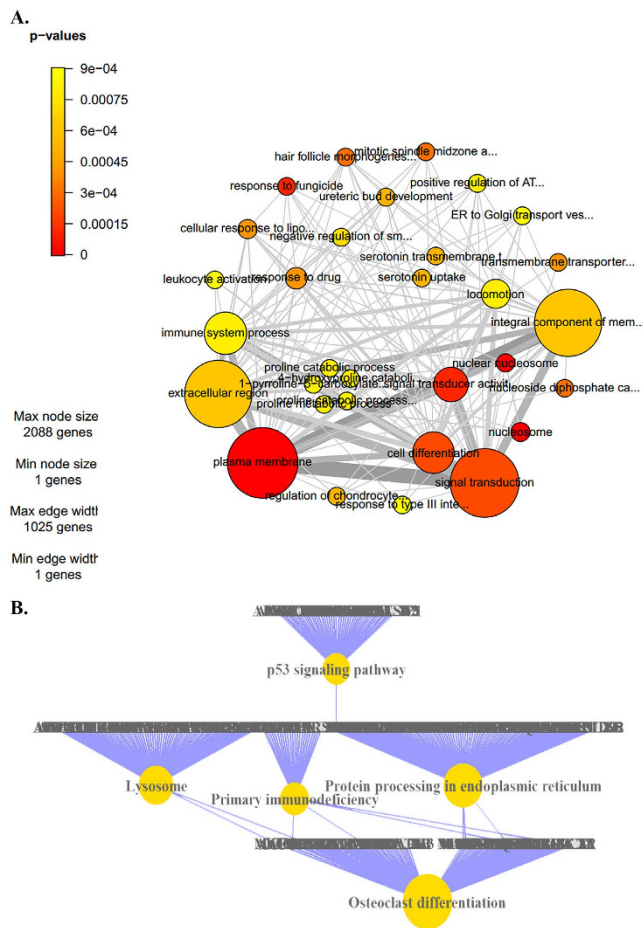 A.
p-values
9e-04
0.00075
6e-04
0.00045
3e-04
0.00015
0
mitotic spindle midzone a...
hair follicle morphogenes...
response to fungicide
positive regulation of AT...
ureteric bud development
ER to Golgi transport ves...
cellular response to lipo...
negative regulation of sm...
serotonin transmembrane t
transmembrane transporter...
leukocyte activation
response to drug
serotonin uptake
locomotion
integral component of mem...
immune system process
nuclear nucleosome
proline catabolic process
4-hydroxyproline cataboli...
1-pyrroline-5-carboxylate
signal transducer activit...
extracellular region
nucleoside diphosphate ca...
proline catabolic process...
proline metabolic process
Max node size
2088 genes
nucleosome
cell differentiation
plasma membrane
Min node size
1 genes
signal transduction
regulation of chondrocyte...
response to type III inte...
Max edge width
1025 genes
Min edge width
1 genes
B.
p53 signaling pathway
Lysosome
Protein processing in endoplasmic reticulum
Primary immunodeficiency
Osteoclast differentiation